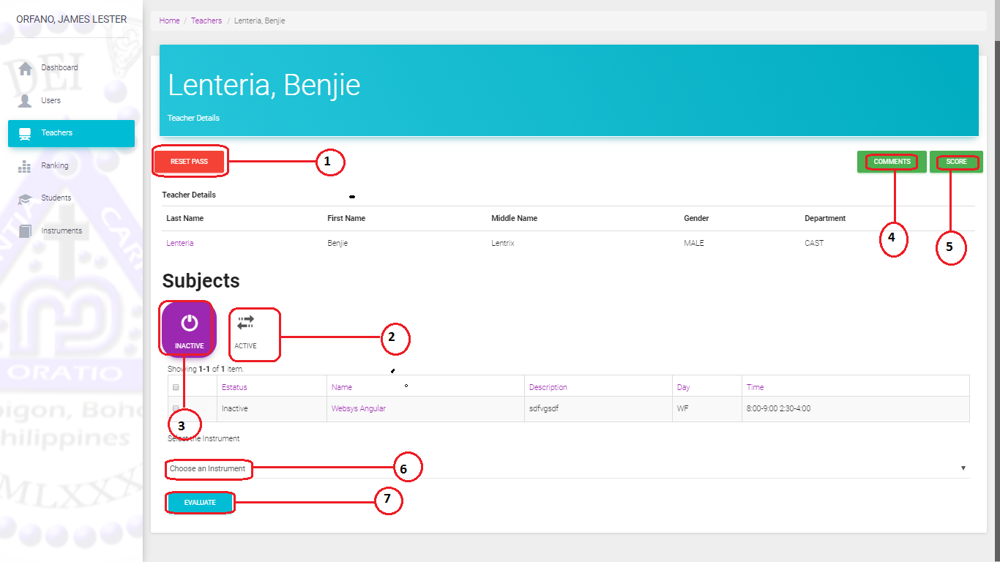 ORFANO, JAMES LESTER
Dashboard
Users
Teachers
Ranking
Students
Instruments
DEI
CARI
ORATIO
MLXXX
Home / Teachers / Lenteria, Benjie
Lenteria, Benjie
Teacher Details
RESET PASS
1
COMMENTS
SCORE
4
5
Teacher Details
Last Name First Name Middle Name Gender Department
Lenteria Benjie Lentrix MALE CAST
Subjects
INACTIVE
ACTIVE
2
Showing 1-1 of 1 item.
Estatus Name Description Day Time
Inactive Websys Angular sdfvgsdf WF 8:00-9:00 2:30-4:00
3
Select the Instrument
Choose an Instrument
6
EVALUATE
7